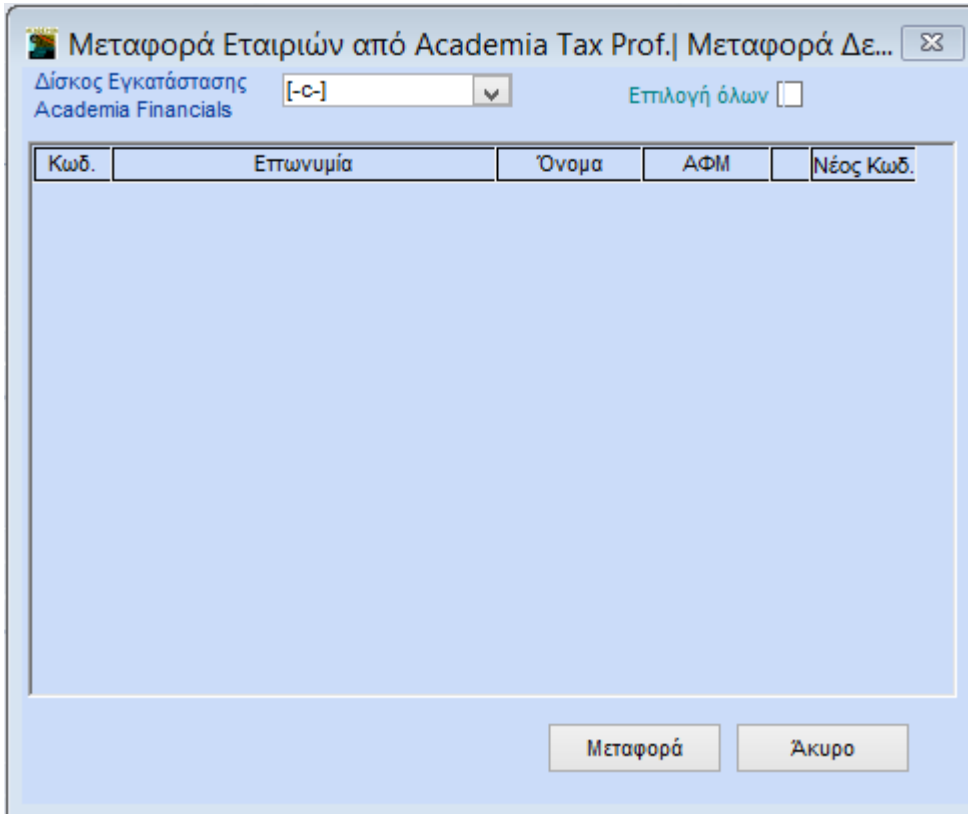 Μεταφορά Εταιριών από Academia Tax Prof.| Μεταφορά Δε...
Δίσκος Εγκατάστασης
Academia Financials
[-c-]
Επιλογή όλων
Κωδ. Επωνυμία Όνομα ΑΦΜ Νέος Κωδ.
Μεταφορά Άκυρο